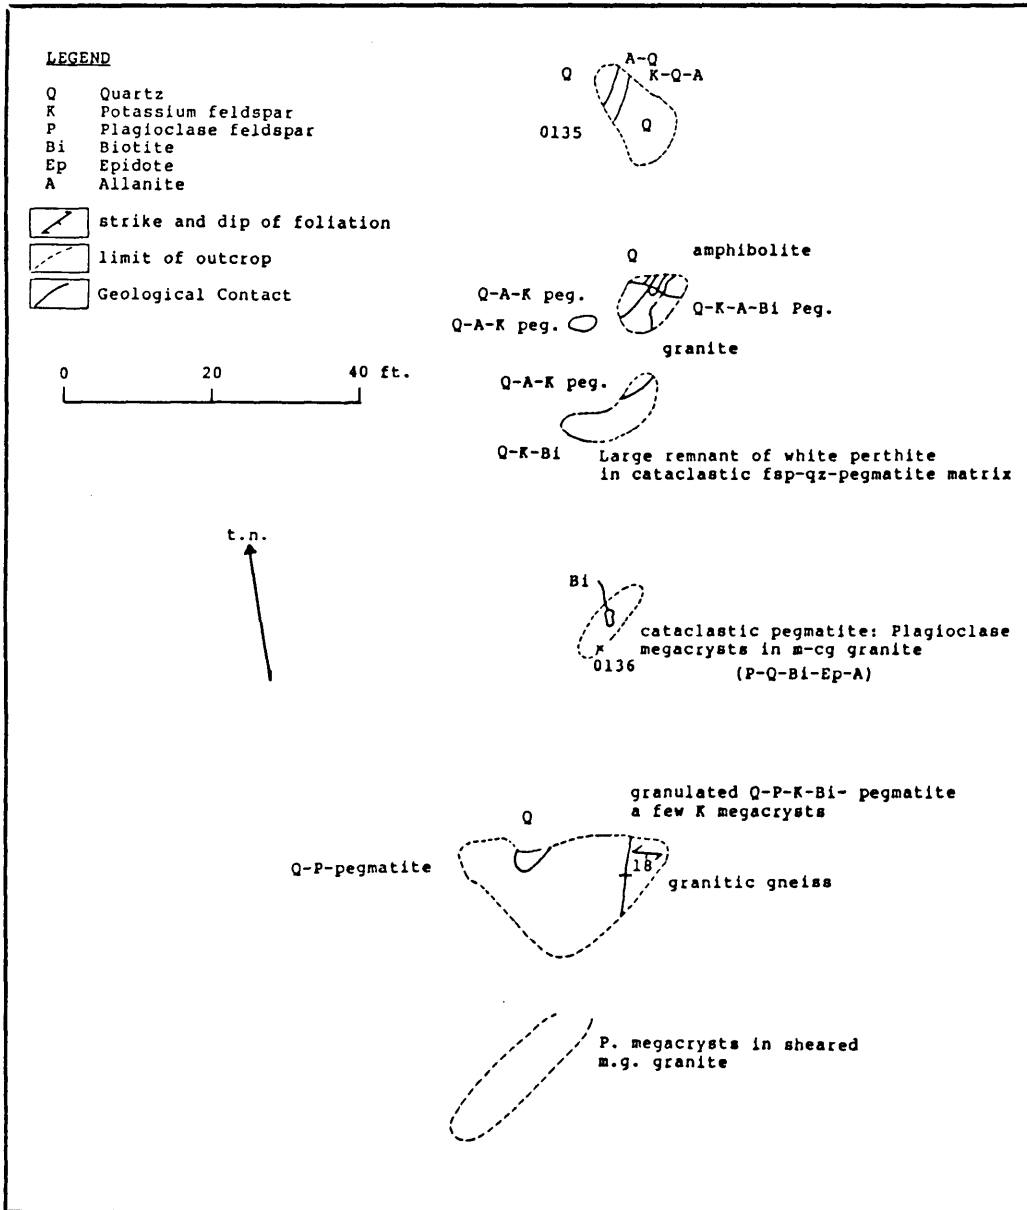 LEGEND
Q Quartz
K Potassium feldspar
P Plagioclase feldspar
Bi Biotite
Ep Epidote
A Allanite
strike and dip of foliation
limit of outcrop
Geological Contact
0 20 40 ft.
t.n.
A-Q
Q K-Q-A
0135 Q
Q amphibolite
Q-A-K peg.
Q-K-A-Bi Peg.
Q-A-K peg.
granite
Q-A-K peg.
Q-K-Bi
Large remnant of white perthite
in cataclastic fsp-qz-pegmatite matrix
Bi
cataclastic pegmatite: Plagioclase
megacrysts in m-cg granite
0136
(P-Q-Bi-Ep-A)
granulated Q-P-K-Bi- pegmatite
a few K megacrysts
Q
Q-P-pegmatite
18
granitic gneiss
P. megacrysts in sheared
m.g. granite